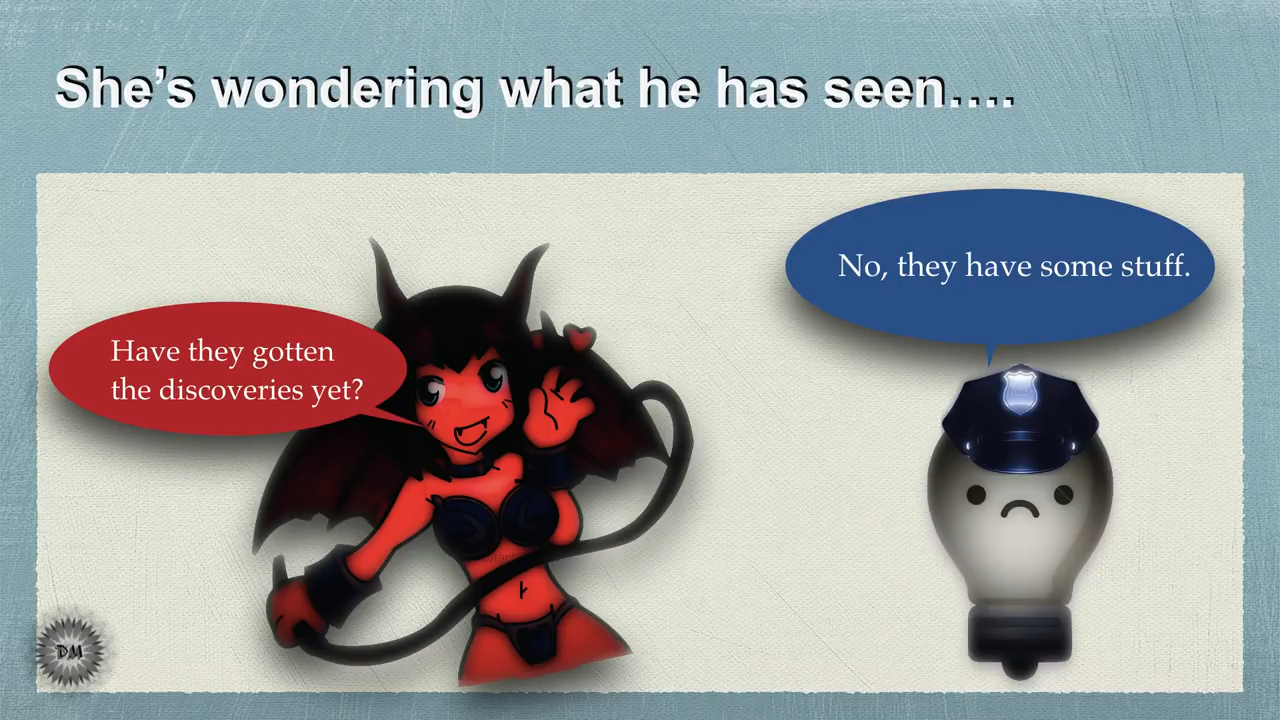 She’s wondering what he has seen….
No, they have some stuff.
Have they gotten
the discoveries yet?
DM